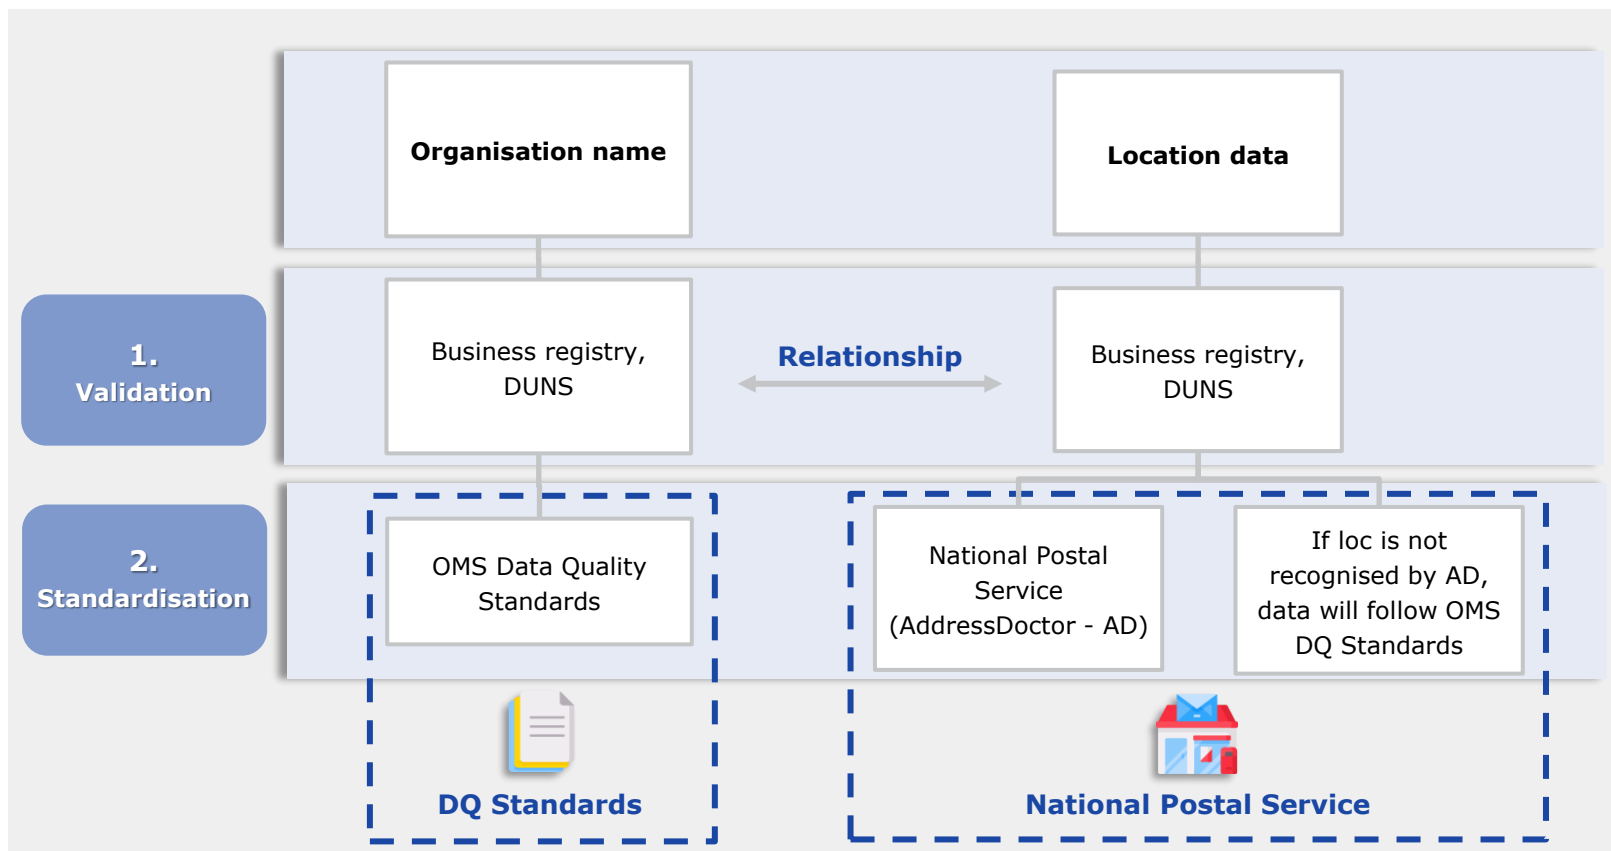 Organisation name
Location data
1.
Validation
Business registry,
DUNS
Relationship
Business registry,
DUNS
2.
Standardisation
OMS Data Quality
Standards
National Postal
Service
(AddressDoctor - AD)
If loc is not
recognised by AD,
data will follow OMS
DQ Standards
DQ Standards
National Postal Service